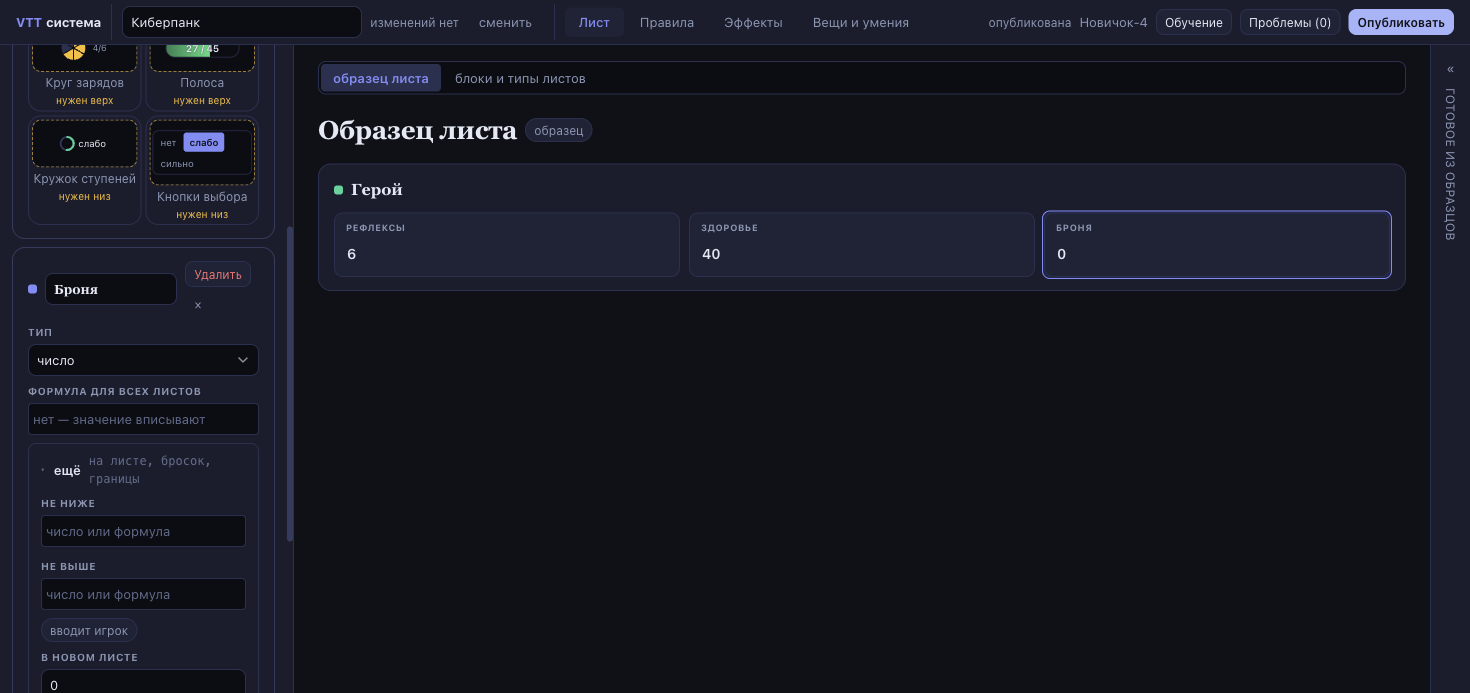 VTT система
Киберпанк
изменений нет
сменить
Лист
Правила
Эффекты
Вещи и умения
опубликована
Новичок-4
Обучение
Проблемы (0)
Опубликовать
4/6
27 / 45
Круг зарядов
Полоса
нужен верх
нужен верх
слабо
нет
слабо
сильно
Кружок ступеней
нужен низ
Кнопки выбора
нужен низ
Броня
Удалить
×
ТИП
число
ФОРМУЛА ДЛЯ ВСЕХ ЛИСТОВ
нет — значение вписывают
ещё
на листе, бросок,
границы
НЕ НИЖЕ
число или формула
НЕ ВЫШЕ
число или формула
вводит игрок
В НОВОМ ЛИСТЕ
0
образец листа
блоки и типы листов
Образец листа
образец
Герой
РЕФЛЕКСЫ
6
ЗДОРОВЬЕ
40
БРОНЯ
0
«
ГОТОВОЕ ИЗ ОБРАЗЦОВ